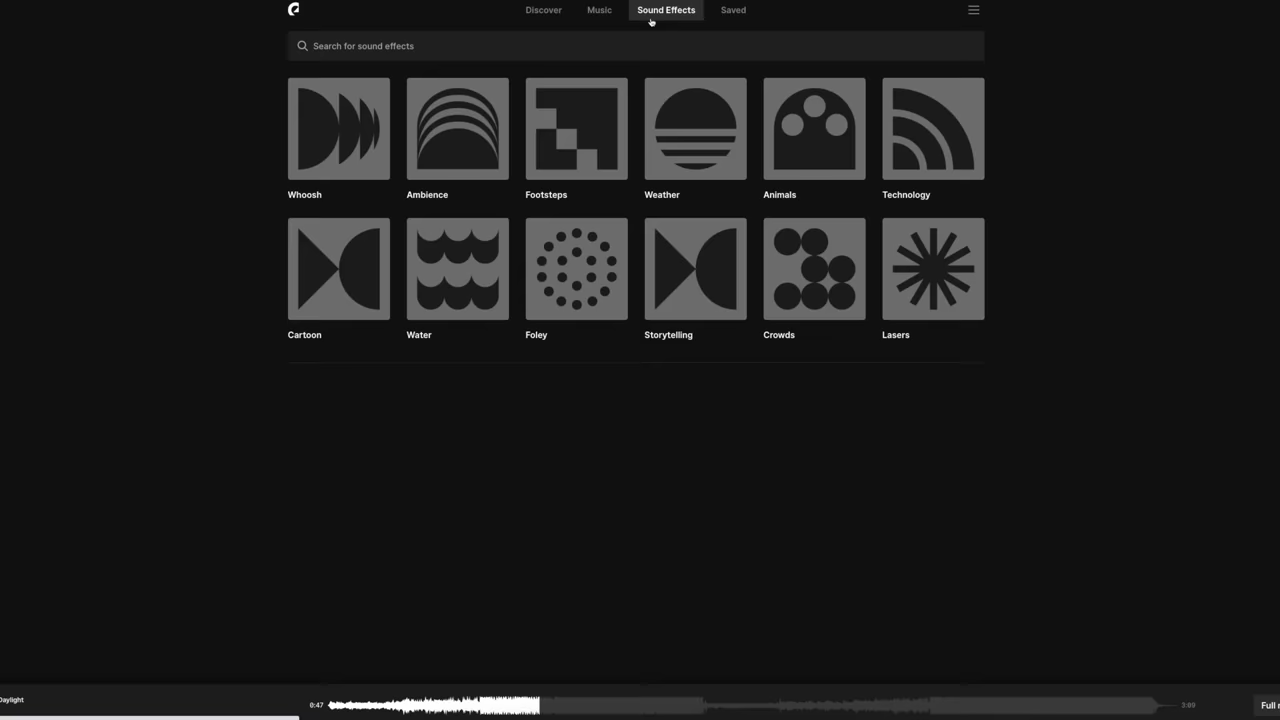 Discover Music Sound Effects Saved
Search for sound effects
Whoosh Ambience Footsteps Weather Animals Technology
Cartoon Water Foley Storytelling Crowds Lasers
Daylight
0:47 3:09
Full